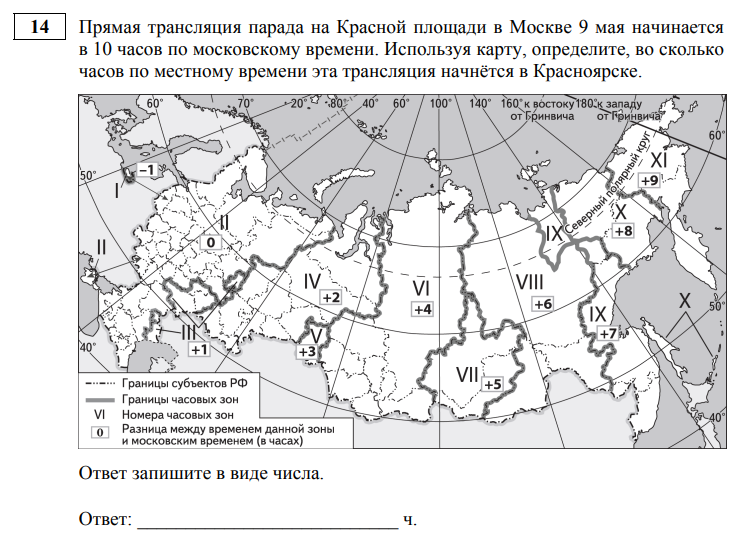 14
Прямая трансляция парада на Красной площади в Москве 9 мая начинается
в 10 часов по московскому времени. Используя карту, определите, во сколько
часов по местному времени эта трансляция начнётся в Красноярске.
60° 70° 20° 80° 40° 60° 100° 140° 160° к востоку 180° к западу
от Гринвича от Гринвича
60°
50°
I
–1
II
0
II
III
+1
IV
+2
V
+3
VI
+4
VII
+5
VIII
+6
IX
IX
+7
X
+8
XI
+9
X
Северный полярный круг
50°
40°
40°
Границы субъектов РФ
Границы часовых зон
VI Номера часовых зон
0 Разница между временем данной зоны
и московским временем (в часах)
Ответ запишите в виде числа.
Ответ: ___________________________ ч.